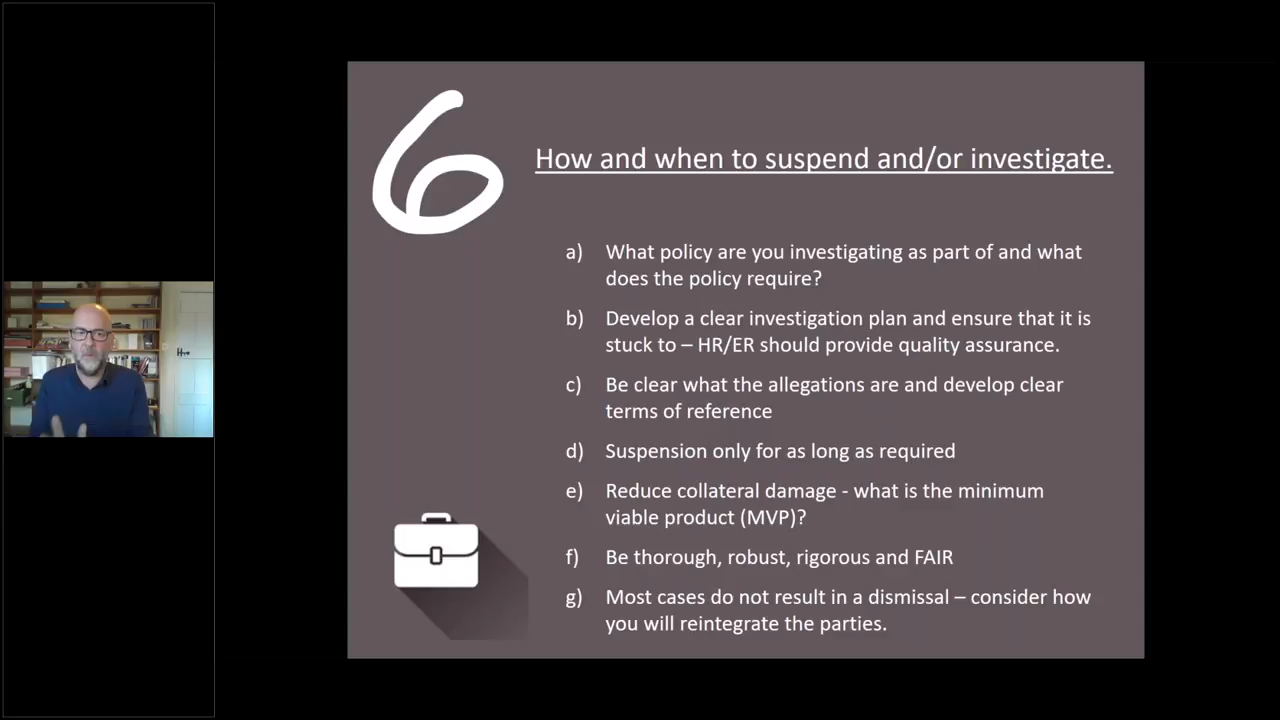 6
How and when to suspend and/or investigate.
a) What policy are you investigating as part of and what
does the policy require?
b) Develop a clear investigation plan and ensure that it is
stuck to – HR/ER should provide quality assurance.
c) Be clear what the allegations are and develop clear
terms of reference
d) Suspension only for as long as required
e) Reduce collateral damage - what is the minimum
viable product (MVP)?
f) Be thorough, robust, rigorous and FAIR
g) Most cases do not result in a dismissal – consider how
you will reintegrate the parties.